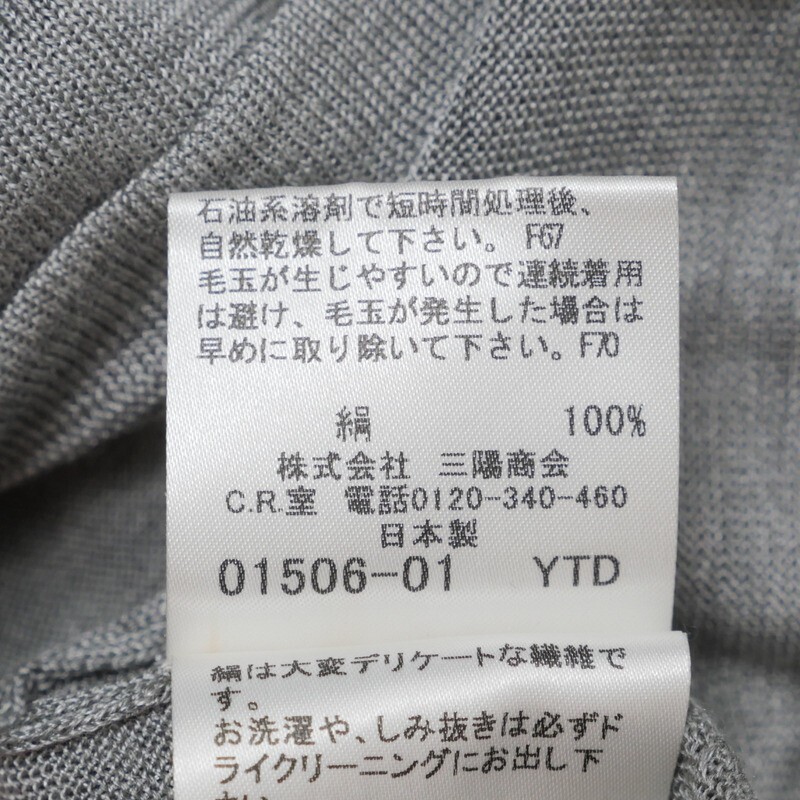 石油系溶剤で短時間処理後、
自然乾燥して下さい。 F67
毛玉が生じやすいので連続着用
は避け、毛玉が発生した場合は
早めに取り除いて下さい。F70
絹 100%
株式会社 三陽商会
C.R.室 電話0120-340-460
日本製
01506-01 YTD
絹は大変デリケートな繊維で
す。
お洗濯や、しみ抜きは必ずド
ライクリーニングにお出し下
さい。